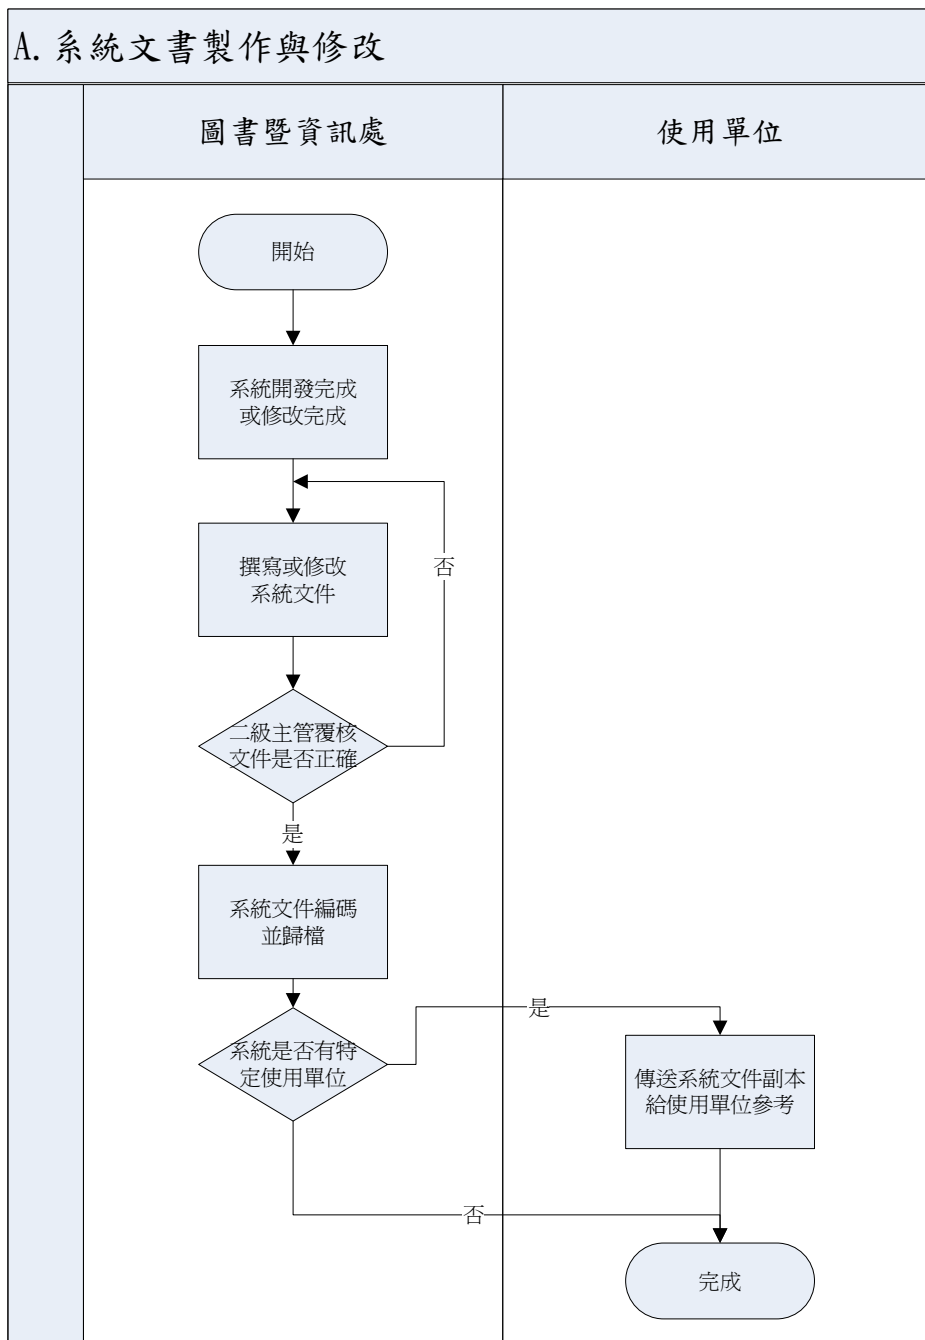 A. 系統文書製作與修改
圖書暨資訊處
使用單位
開始
系統開發完成
或修改完成
撰寫或修改
系統文件
否
二級主管覆核
文件是否正確
是
系統文件編碼
並歸檔
系統是否有特
定使用單位
是
傳送系統文件副本
給使用單位參考
否
完成